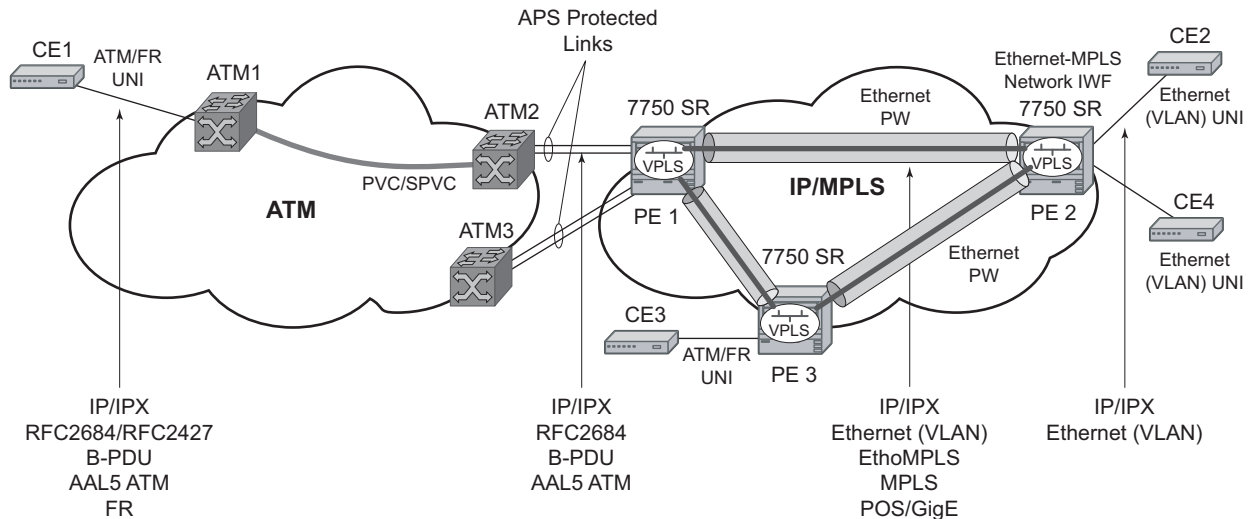 APS Protected
Links
CE1
ATM/FR
UNI
ATM1
ATM2
PVC/SPVC
ATM
ATM3
7750 SR
VPLS
PE 1
Ethernet
PW
IP/MPLS
Ethernet-MPLS
Network IWF
7750 SR
VPLS
PE 2
CE2
Ethernet
(VLAN) UNI
CE4
Ethernet
(VLAN) UNI
7750 SR
Ethernet
PW
VPLS
PE 3
CE3
ATM/FR
UNI
IP/IPX
RFC2684/RFC2427
B-PDU
AAL5 ATM
FR
IP/IPX
RFC2684
B-PDU
AAL5 ATM
IP/IPX
Ethernet (VLAN)
EthoMPLS
MPLS
POS/GigE
IP/IPX
Ethernet (VLAN)